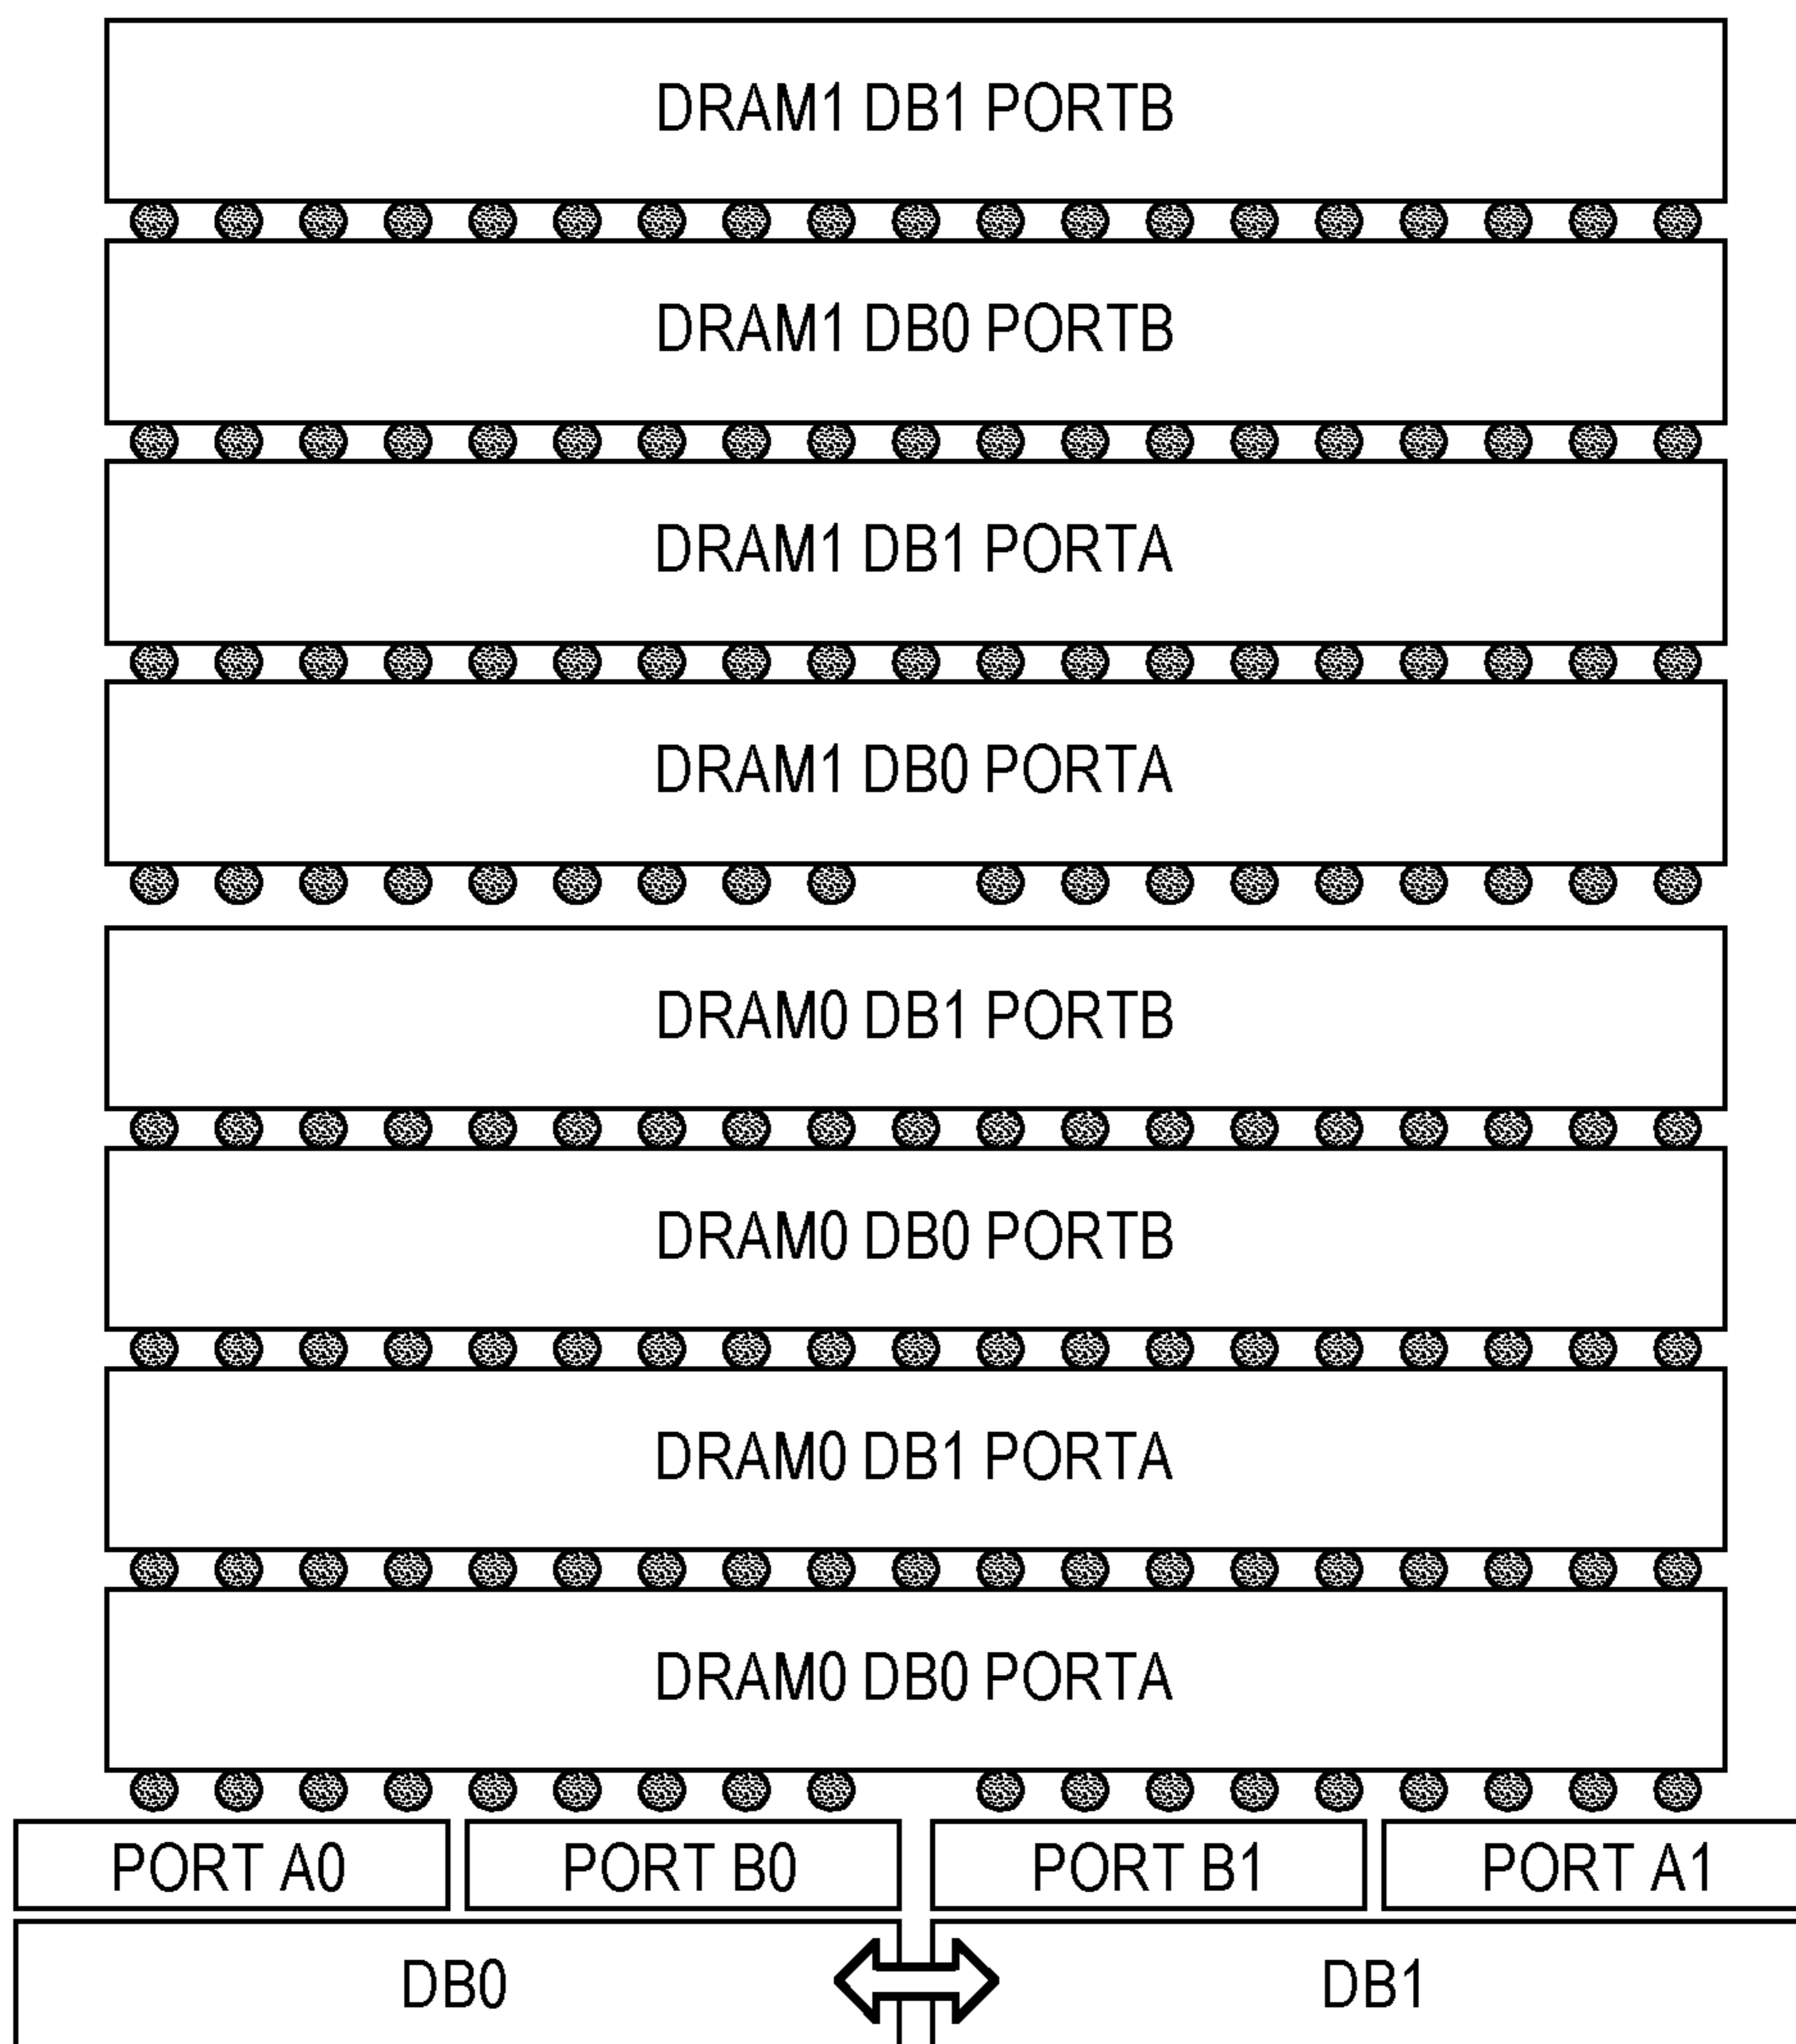 DRAM1 DB1 PORTB
DRAM1 DB0 PORTB
DRAM1 DB1 PORTA
DRAM1 DB0 PORTA
DRAM0 DB1 PORTB
DRAM0 DB0 PORTB
DRAM0 DB1 PORTA
DRAM0 DB0 PORTA
PORT A0 PORT B0 PORT B1 PORT A1
DB0 DB1